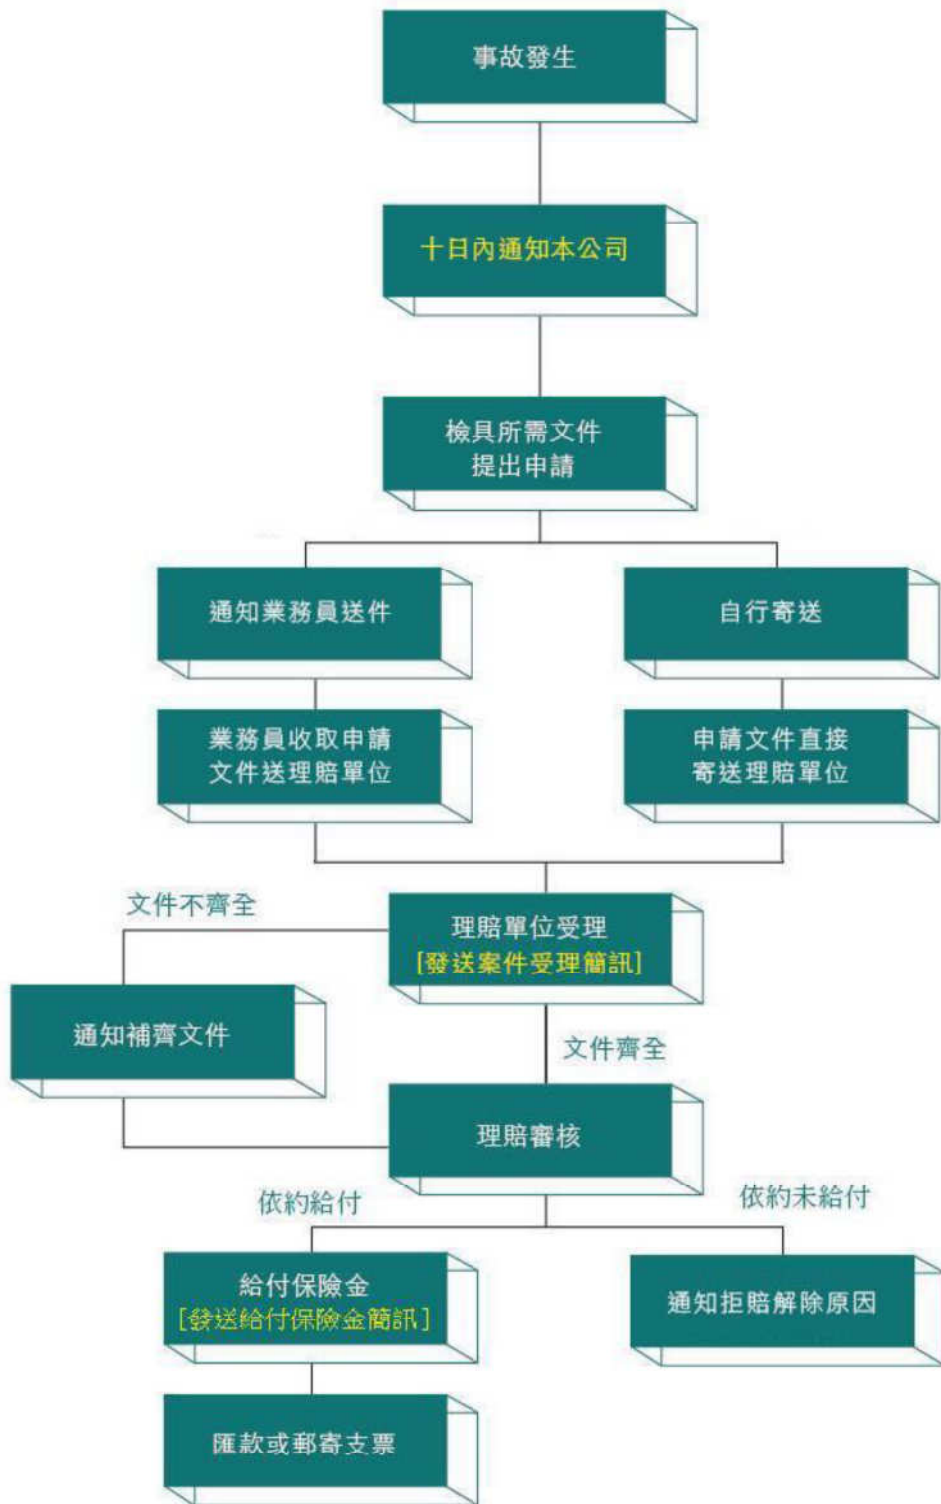 事故發生
十日內通知本公司
檢具所需文件
提出申請
通知業務員送件
自行寄送
業務員收取申請
文件送理賠單位
申請文件直接
寄送理賠單位
文件不齊全
理賠單位受理
[發送案件受理簡訊]
通知補齊文件
文件齊全
理賠審核
依約給付
依約未給付
給付保險金
[發送給付保險金簡訊]
通知拒賠解除原因
匯款或郵寄支票